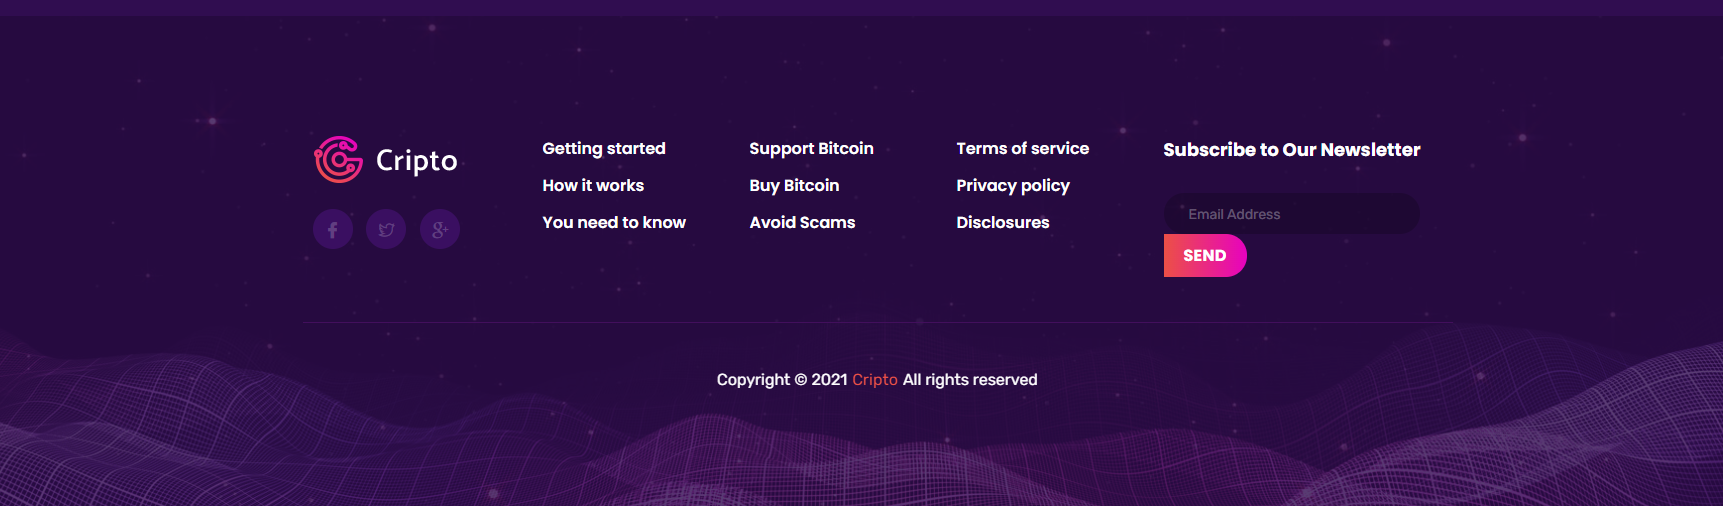 Cripto
Getting started
How it works
You need to know
Support Bitcoin
Buy Bitcoin
Avoid Scams
Terms of service
Privacy policy
Disclosures
Subscribe to Our Newsletter
Email Address
SEND
Copyright © 2021 Cripto All rights reserved